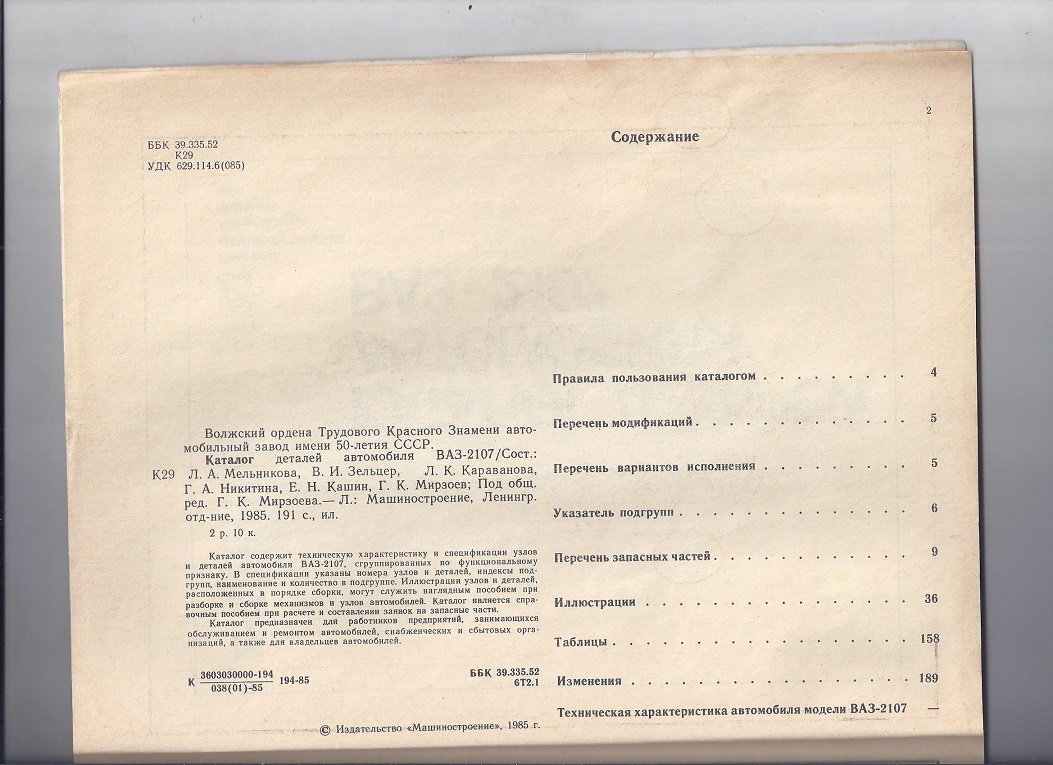 2
ББК 39.335.52
К29
УДК 629.114.6(085)
Волжский ордена Трудового Красного Знамени авто-
мобильный завод имени 50-летия СССР.
Каталог деталей автомобиля ВАЗ-2107/Сост.:
К29 Л. А. Мельникова, В. И. Зельцер, Л. К. Караванова,
Г. А. Никитина, Е. Н. Кашин, Г. К. Мирзоев; Под общ.
ред. Г. К. Мирзоева.— Л.: Машиностроение, Ленингр.
отд-ние, 1985. 191 с., ил.
2 р. 10 к.
Каталог содержит техническую характеристику и спецификации узлов
и деталей автомобиля ВАЗ-2107, сгруппированных по функциональному
признаку. В спецификации указаны номера узлов и деталей, индексы под-
групп, наименование и количество в подгруппе. Иллюстрации узлов и деталей,
расположенных в порядке сборки, могут служить наглядным пособием при
разборке и сборке механизмов и узлов автомобилей. Каталог является спра-
вочным пособием при расчете и составлении заявок на запасные части.
Каталог предназначен для работников предприятий, занимающихся
обслуживанием и ремонтом автомобилей, снабженческих и сбытовых орга-
низаций, а также для владельцев автомобилей.
К 3603030000-194 194-85
038(01)-85
ББК 39.335.52
6Т2.1
© Издательство «Машиностроение», 1985 г.
Содержание
Правила пользования каталогом . . . . . . . . . 4
Перечень модификаций . . . . . . . . . . . . 5
Перечень вариантов исполнения . . . . . . . . . 5
Указатель подгрупп . . . . . . . . . . . . . 6
Перечень запасных частей . . . . . . . . . . . 9
Иллюстрации . . . . . . . . . . . . . . . 36
Таблицы . . . . . . . . . . . . . . . . . 158
Изменения . . . . . . . . . . . . . . . . 189
Техническая характеристика автомобиля модели ВАЗ-2107 —